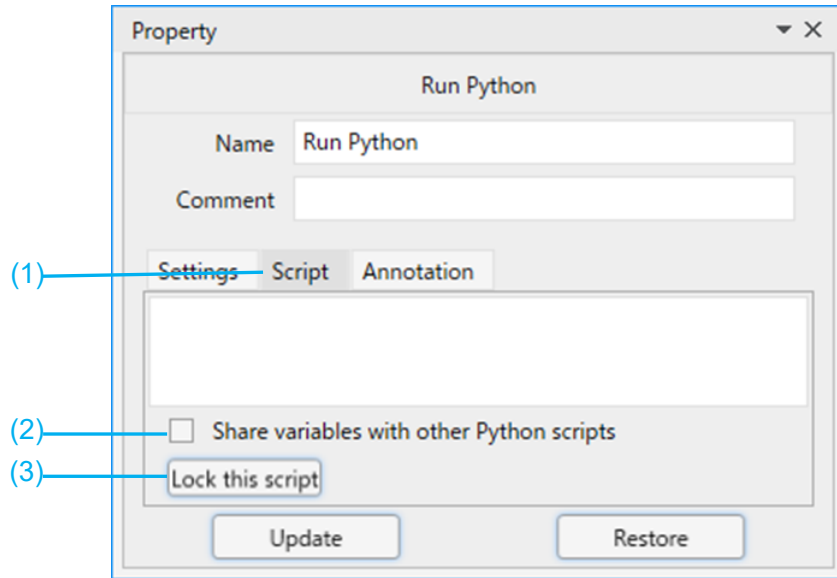 Property
Run Python
Name Run Python
Comment
(1) Settings Script Annotation
(2) Share variables with other Python scripts
(3) Lock this script
Update Restore